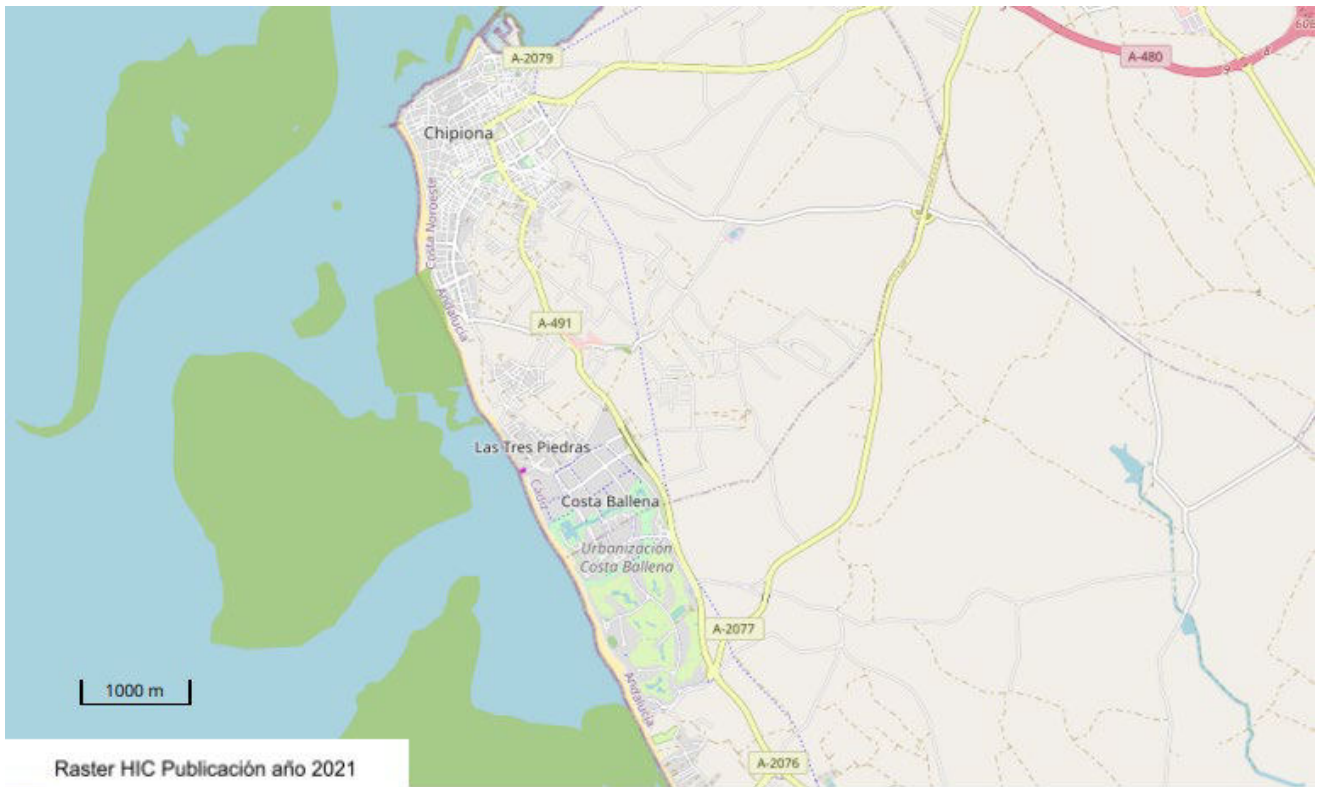 A-2079
A-480
Chipiona
Costa Noroeste
Andalucía
A-491
Las Tres Piedras
Cádiz
Costa Ballena
Urbanización
Costa Ballena
A-2077
1000 m
Andalucía
A-2076
Raster HIC Publicación año 2021